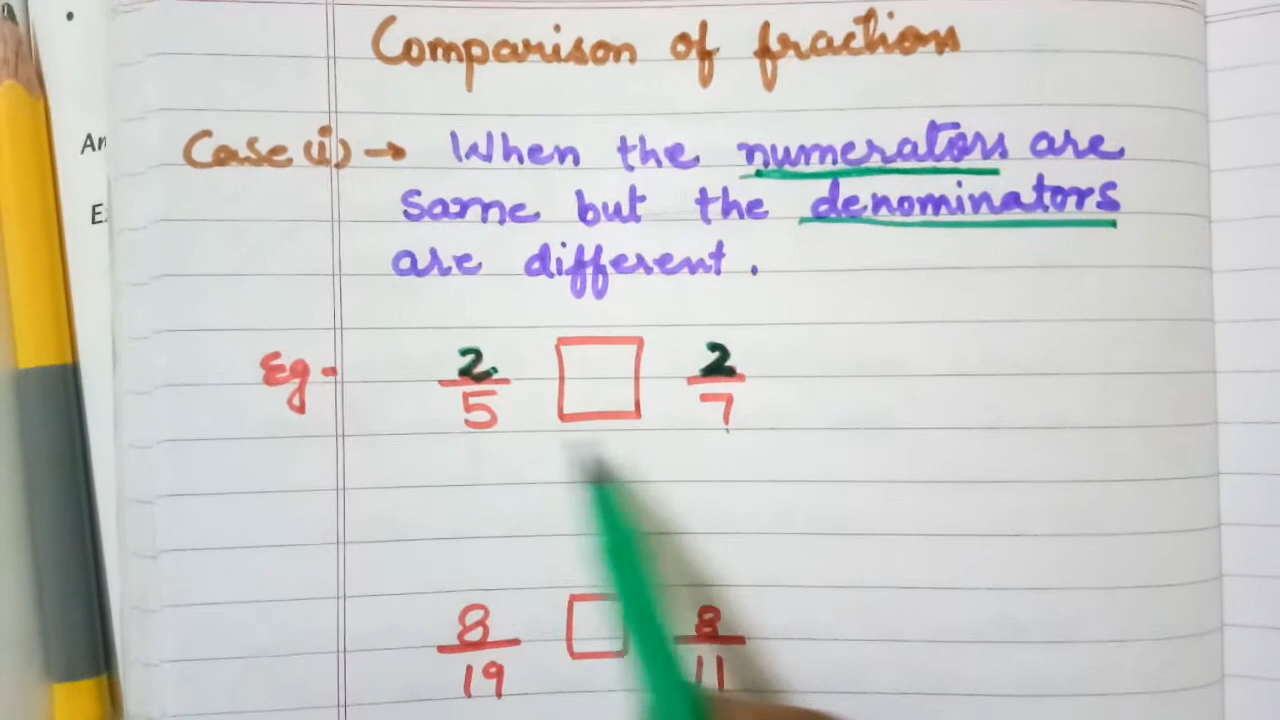 Comparison of fractions
Case (i) → When the numerators are
same but the denominators
are different.
Eg- 2/5 □ 2/7
8/19 □ 8/11